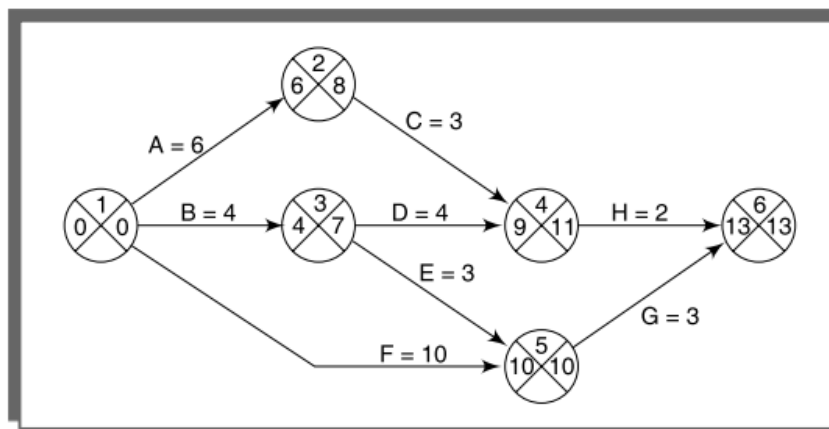 2
6 8
A = 6
C = 3
1
0 0
B = 4
3
4 7
D = 4
4
9 11
H = 2
6
13 13
E = 3
G = 3
F = 10
5
10 10